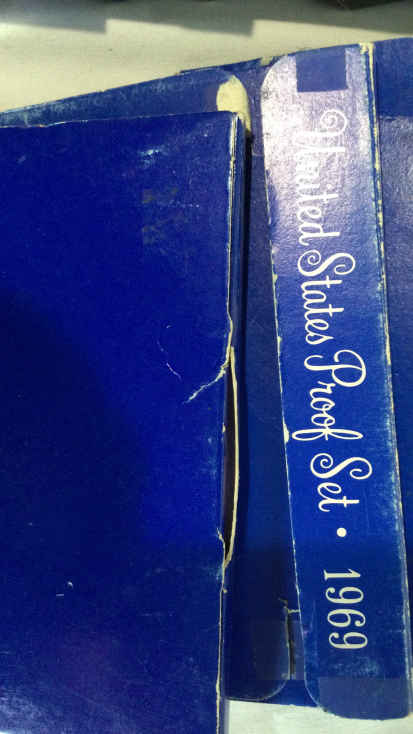 United States Proof Set • 1969